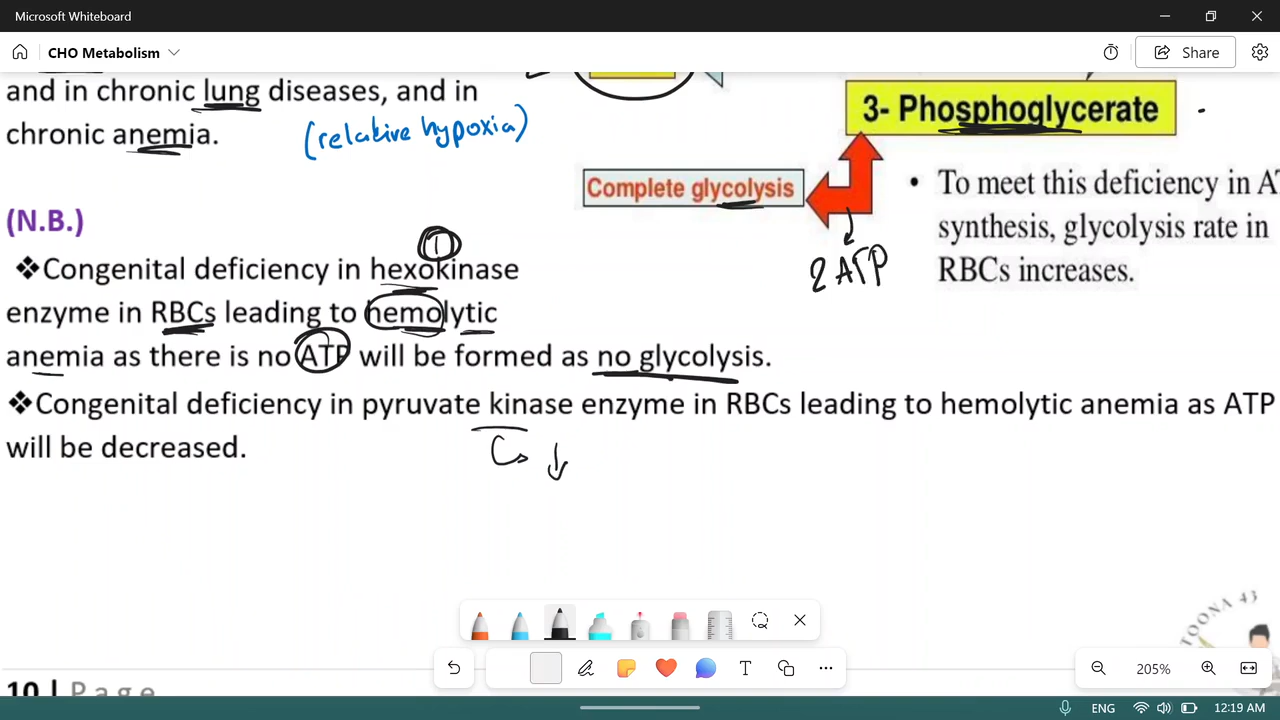 Microsoft Whiteboard
CHO Metabolism
Share
and in chronic lung diseases, and in
chronic anemia.
(relative hypoxia)
3- Phosphoglycerate
Complete glycolysis
2 ATP
• To meet this deficiency in AT
synthesis, glycolysis rate in
RBCs increases.
(N.B.)
1
❖Congenital deficiency in hexokinase
enzyme in RBCs leading to hemolytic
anemia as there is no ATP will be formed as no glycolysis.
❖Congenital deficiency in pyruvate kinase enzyme in RBCs leading to hemolytic anemia as ATP
will be decreased.
TOONA 43
10 | Page
T
205%
ENG
12:19 AM